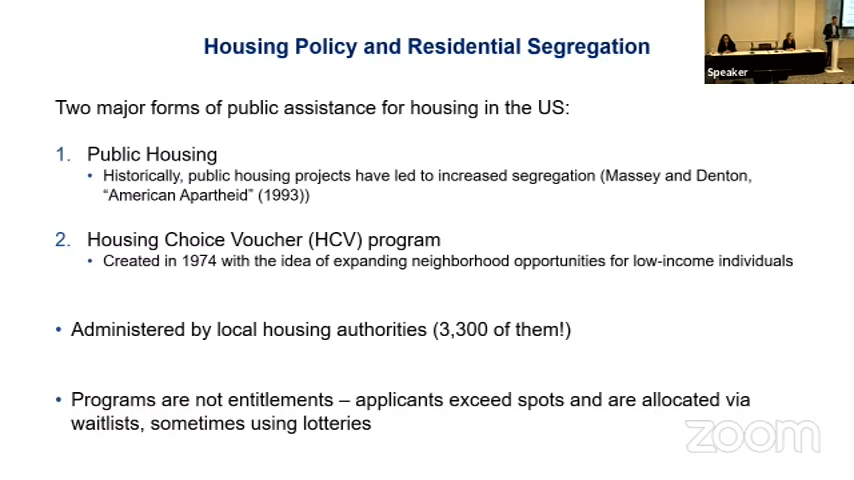 Housing Policy and Residential Segregation
Speaker
Two major forms of public assistance for housing in the US:
1. Public Housing
• Historically, public housing projects have led to increased segregation (Massey and Denton,
“American Apartheid” (1993))
2. Housing Choice Voucher (HCV) program
• Created in 1974 with the idea of expanding neighborhood opportunities for low-income individuals
• Administered by local housing authorities (3,300 of them!)
• Programs are not entitlements – applicants exceed spots and are allocated via
waitlists, sometimes using lotteries
zoom